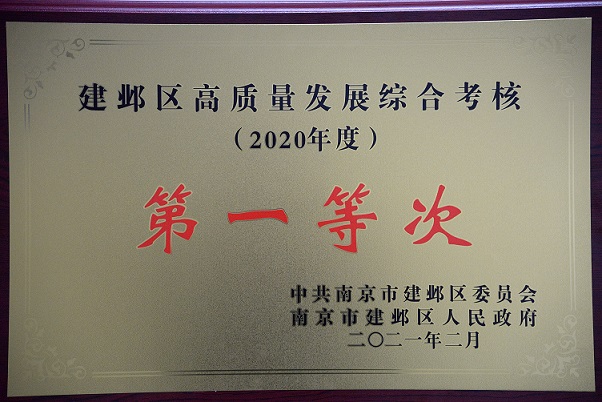 建邺区高质量发展综合考核
（2020年度）
第一等次
中共南京市建邺区委员会
南京市建邺区人民政府
二〇二一年二月